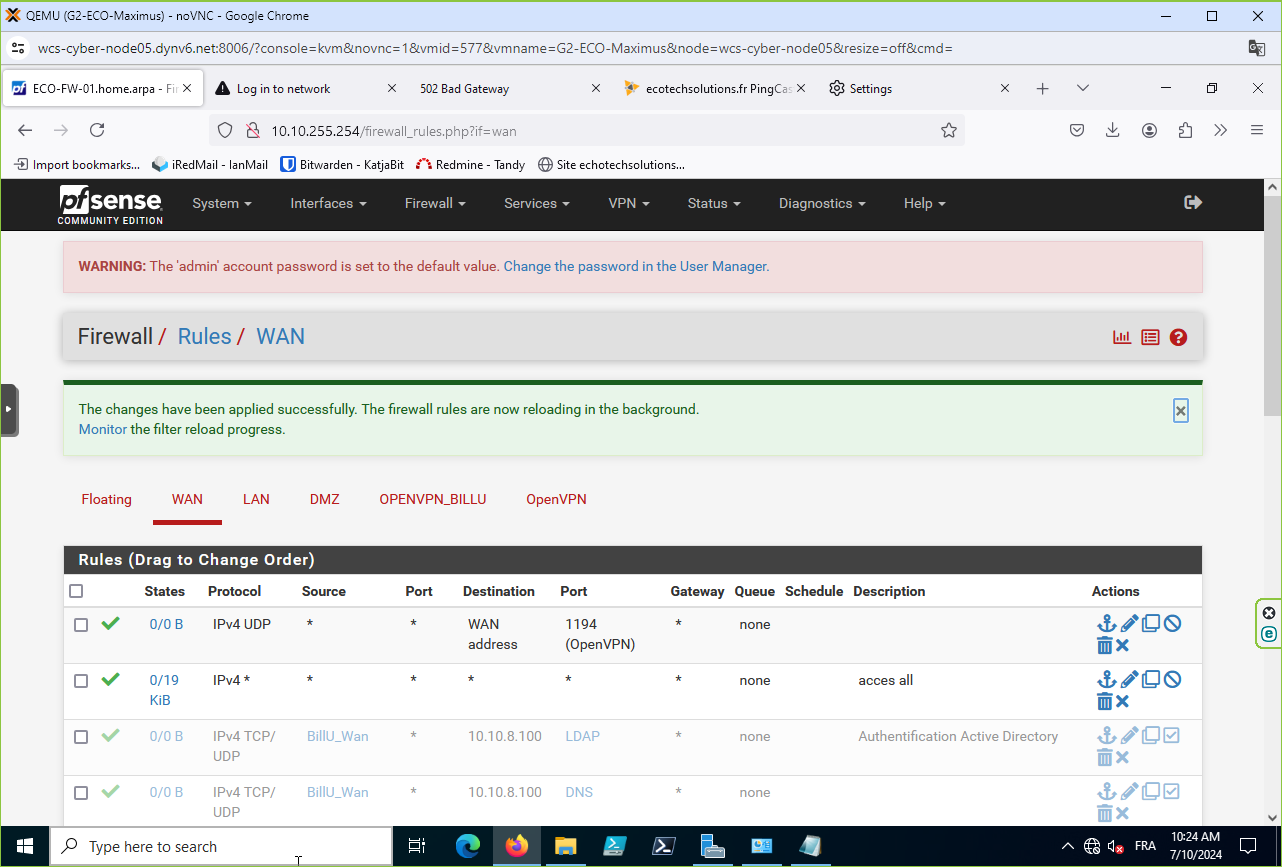 QEMU (G2-ECO-Maximus) - noVNC - Google Chrome
wcs-cyber-node05.dynv6.net:8006/?console=kvm&novnc=1&vmid=577&vmname=G2-ECO-Maximus&node=wcs-cyber-node05&resize=off&cmd=
ECO-FW-01.home.arpa - Fir
Log in to network
502 Bad Gateway
ecotechsolutions.fr PingCas
Settings
10.10.255.254/firewall_rules.php?if=wan
Import bookmarks...
iRedMail - IanMail
Bitwarden - KatjaBit
Redmine - Tandy
Site echotechsolutions...
pfsense
COMMUNITY EDITION
System
Interfaces
Firewall
Services
VPN
Status
Diagnostics
Help
WARNING: The 'admin' account password is set to the default value. Change the password in the User Manager.
Firewall / Rules / WAN
The changes have been applied successfully. The firewall rules are now reloading in the background.
Monitor the filter reload progress.
Floating
WAN
LAN
DMZ
OPENVPN_BILLU
OpenVPN
Rules (Drag to Change Order)
States Protocol Source Port Destination Port Gateway Queue Schedule Description Actions
0/0 B IPv4 UDP * * WAN 1194 * none
address (OpenVPN)
0/19 IPv4 * * * * * * none acces all
KiB
0/0 B IPv4 TCP/ BillU_Wan * 10.10.8.100 LDAP * none Authentification Active Directory
UDP
0/0 B IPv4 TCP/ BillU_Wan * 10.10.8.100 DNS * none
UDP
Type here to search
FRA
10:24 AM
7/10/2024